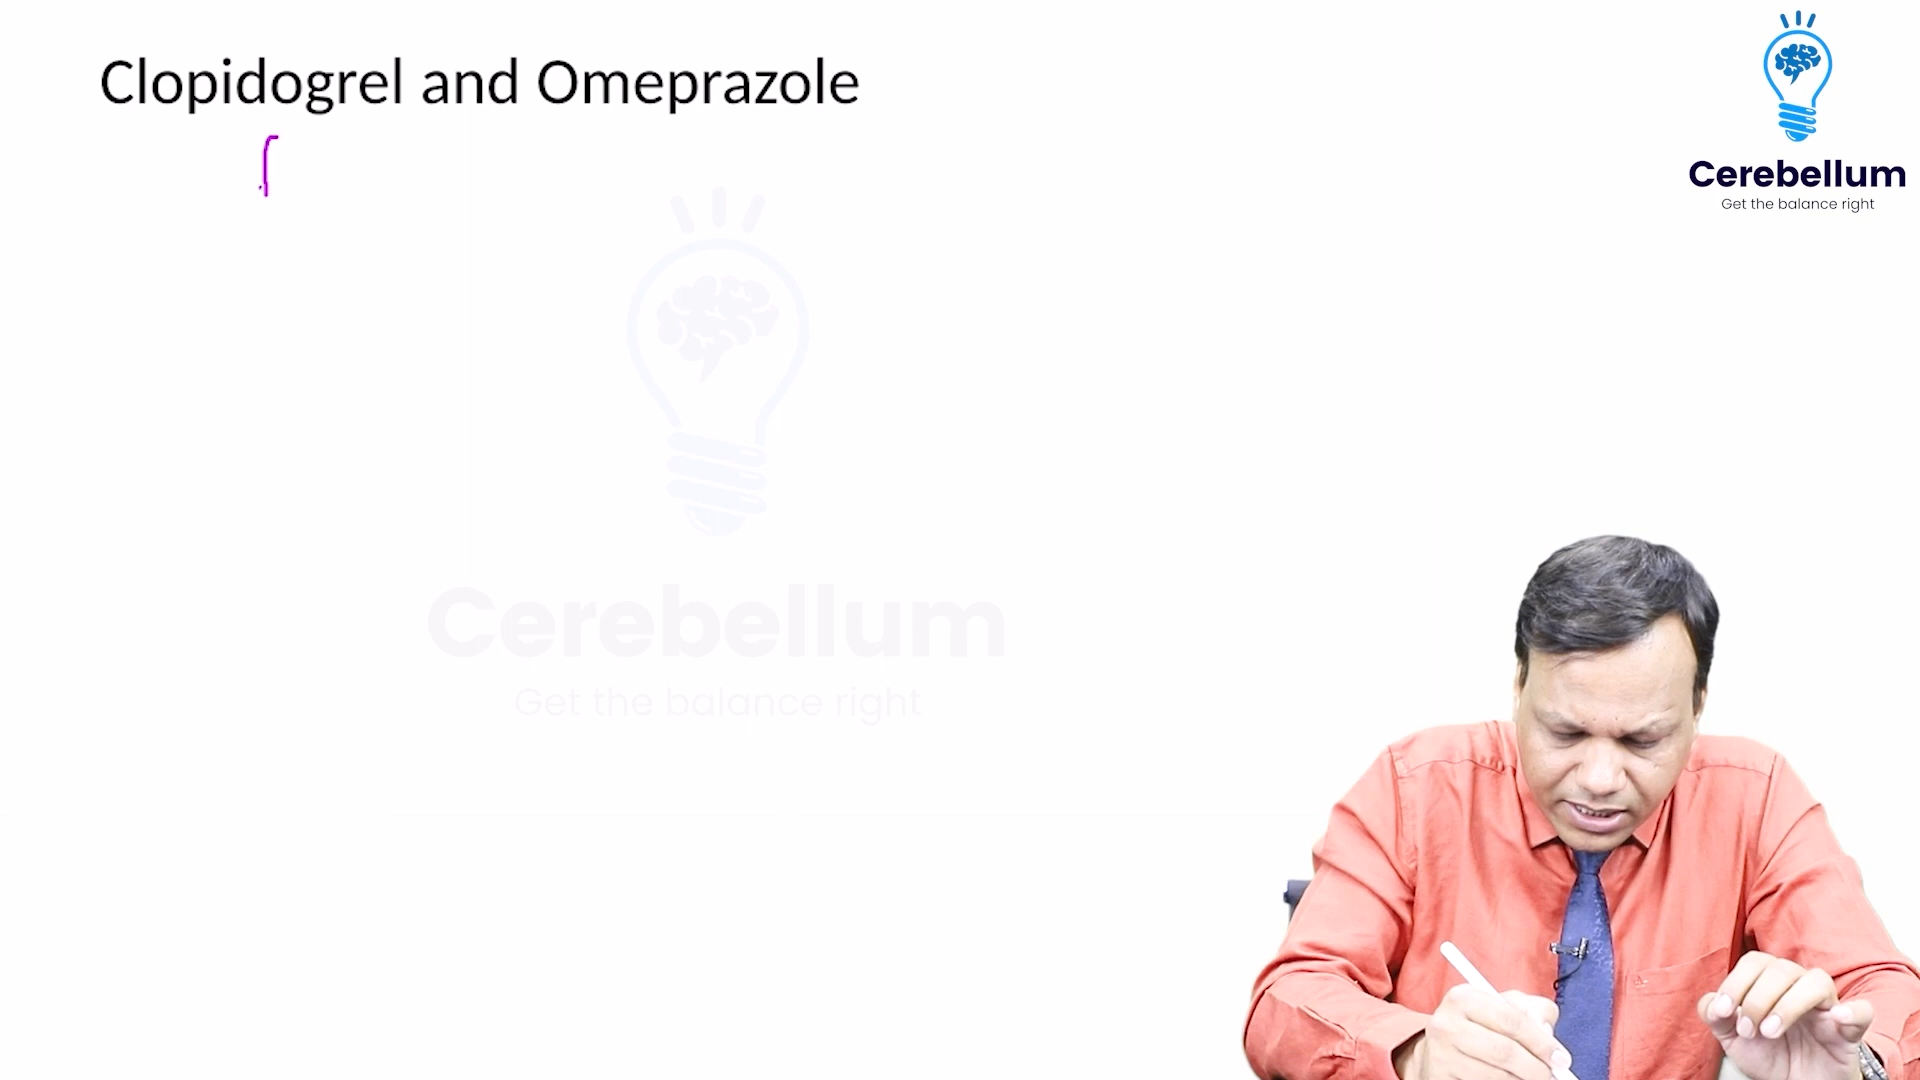 Clopidogrel and Omeprazole
Cerebellum
Get the balance right
Cerebellum
Get the balance right